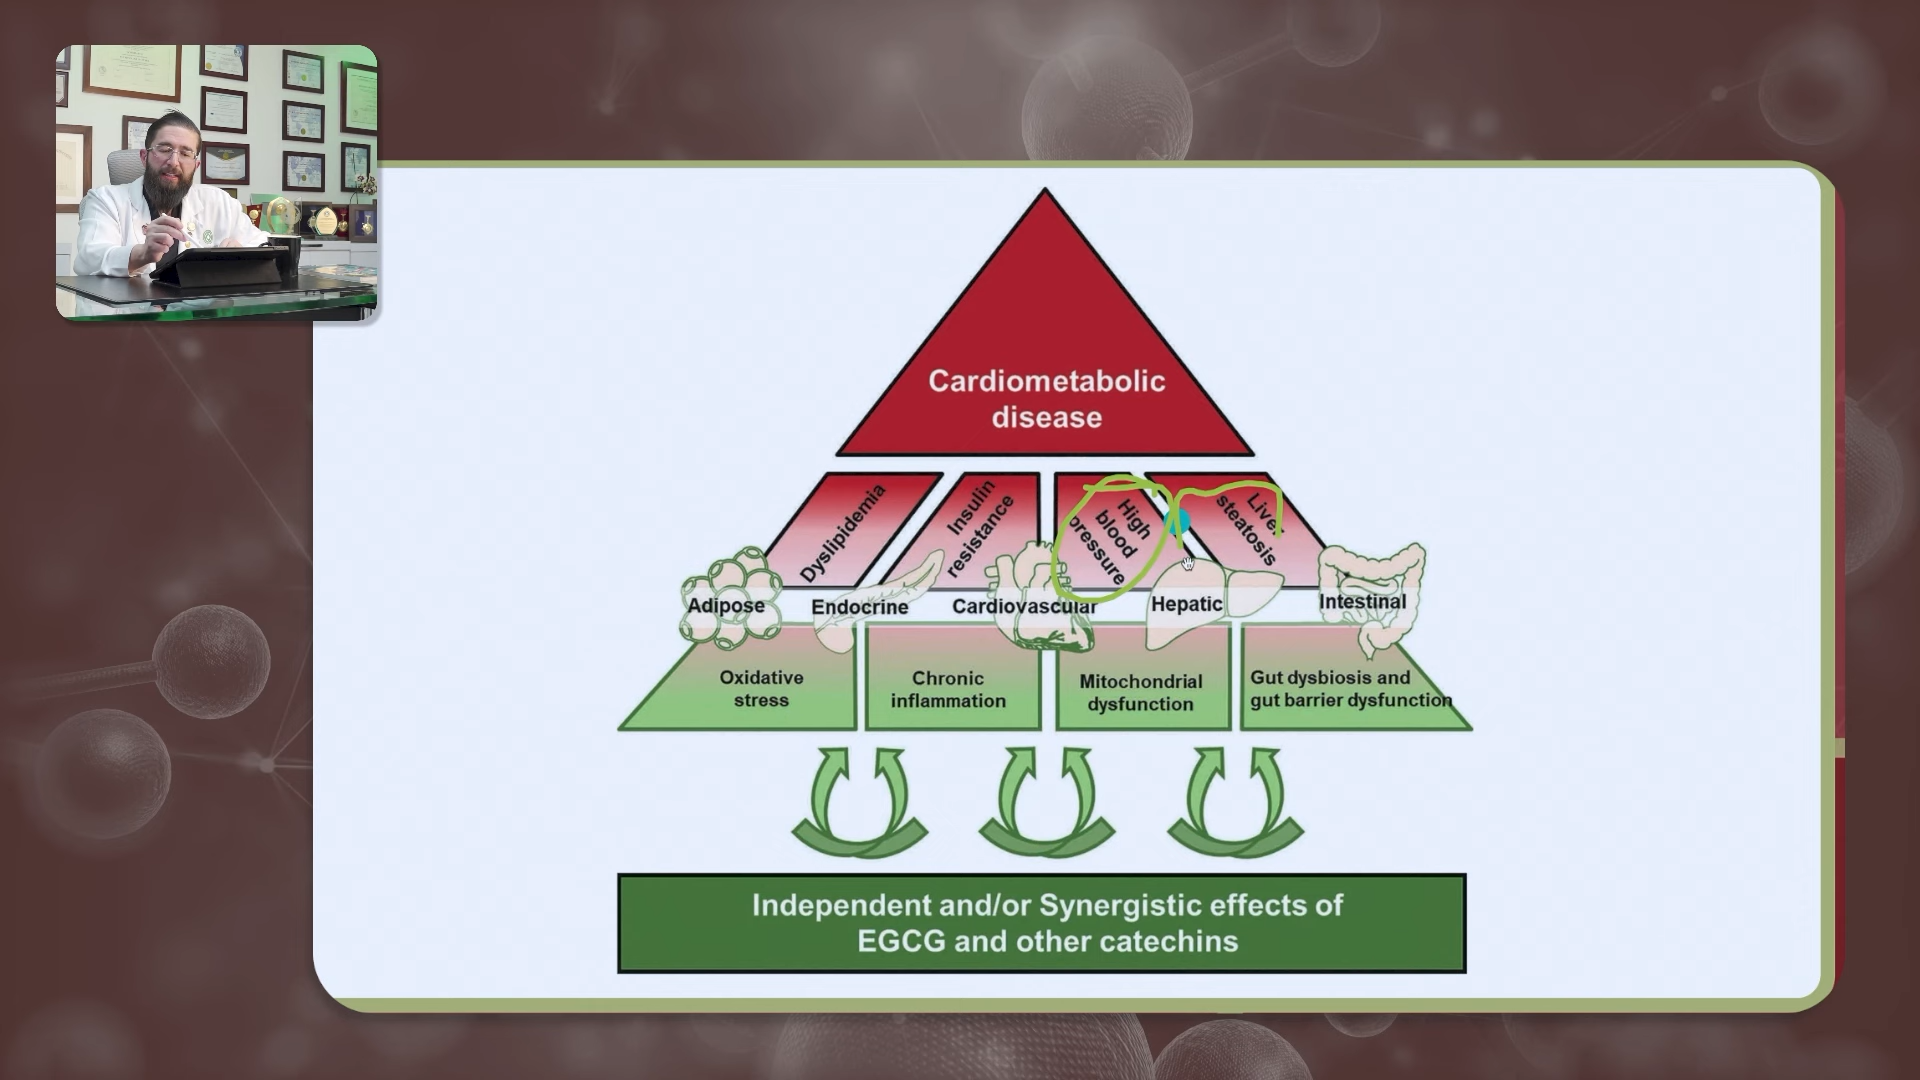 Cardiometabolic
disease
Dyslipidemia
Insulin
resistance
High
blood
pressure
Liver
steatosis
Adipose
Endocrine
Cardiovascular
Hepatic
Intestinal
Oxidative
stress
Chronic
inflammation
Mitochondrial
dysfunction
Gut dysbiosis and
gut barrier dysfunction
Independent and/or Synergistic effects of
EGCG and other catechins